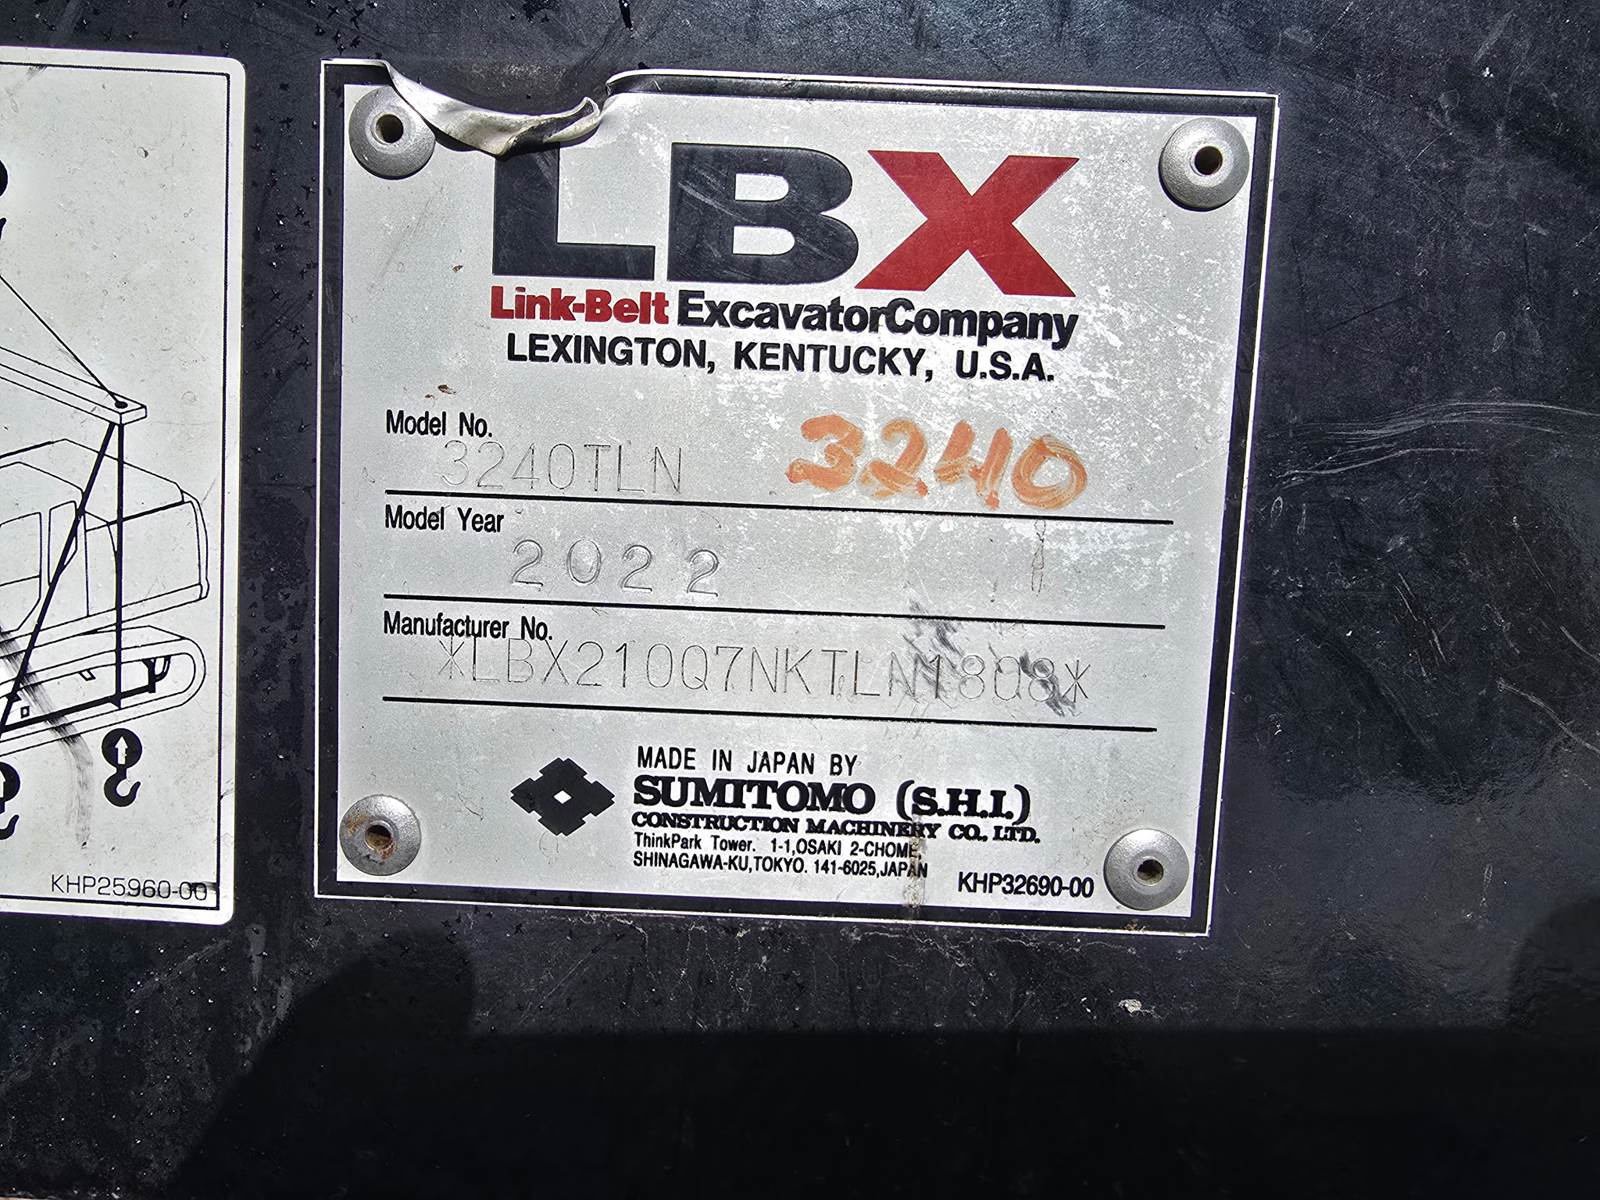 LBX
Link-Belt ExcavatorCompany
LEXINGTON, KENTUCKY, U.S.A.
Model No.
3240TLN 3240
Model Year
2022
Manufacturer No.
*LBX210Q7NKTLN1808*
MADE IN JAPAN BY
SUMITOMO (S.H.I.)
CONSTRUCTION MACHINERY CO., LTD.
ThinkPark Tower. 1-1,OSAKI 2-CHOME,
SHINAGAWA-KU,TOKYO. 141-6025,JAPAN
KHP32690-00
KHP25960-00